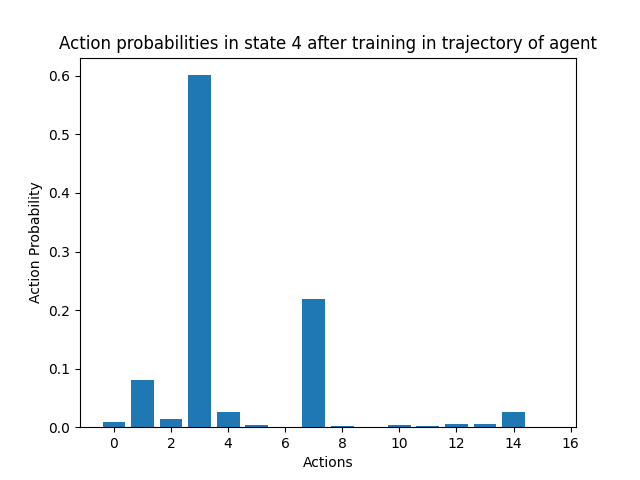 Action probabilities in state 4 after training in trajectory of agent
0.6
0.5
0.4
0.3
0.2
0.1
0.0
Action Probability
0 2 4 6 8 10 12 14 16
Actions